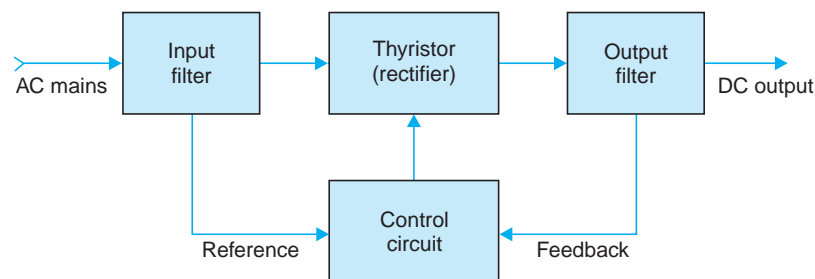 AC mains
Input
filter
Thyristor
(rectifier)
Output
filter
DC output
Reference
Control
circuit
Feedback